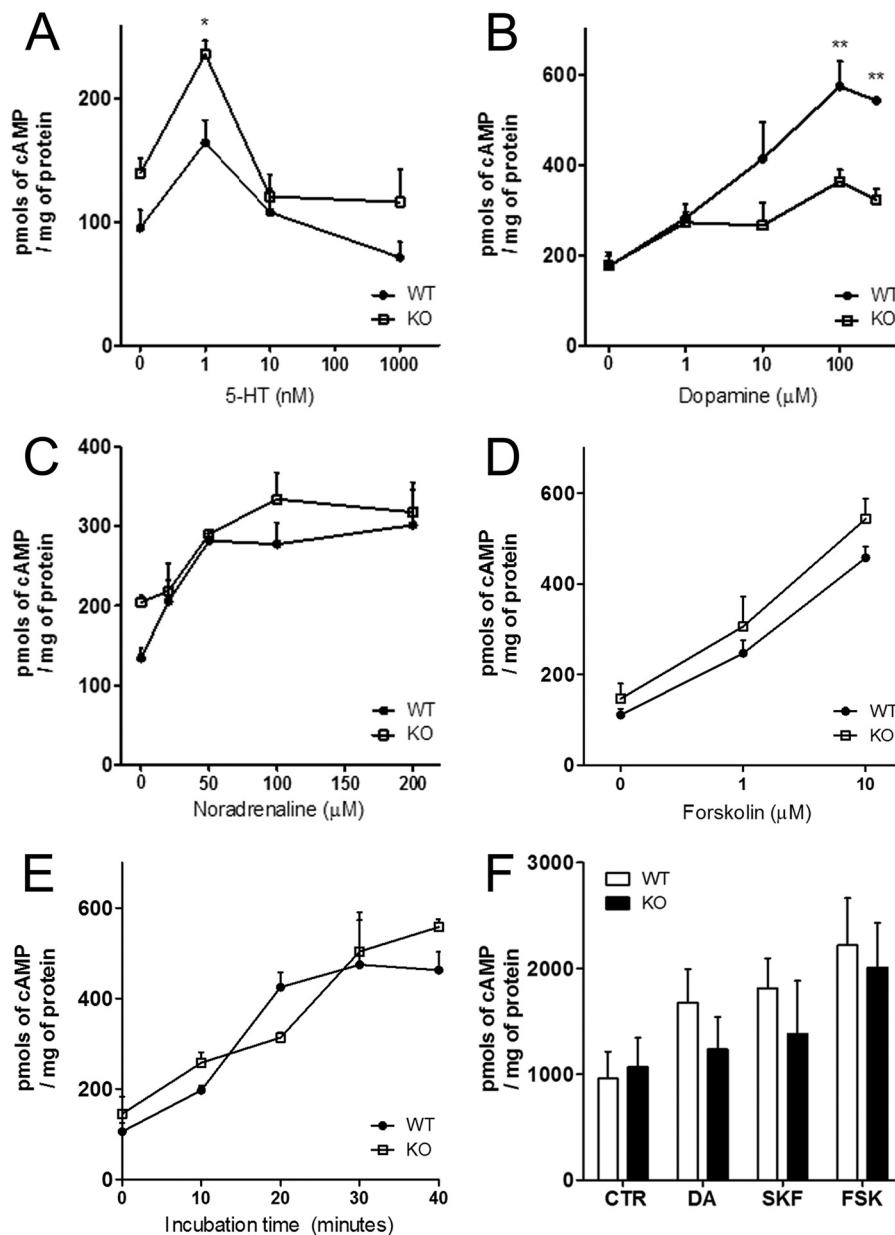 A
*
200
100
0
pmols of cAMP
/ mg of protein
WT
KO
0 1 10 100 1000
5-HT (nM)
B
**
**
600
400
200
0
pmols of cAMP
/ mg of protein
WT
KO
0 1 10 100
Dopamine (μM)
C
400
300
200
100
0
pmols of cAMP
/ mg of protein
WT
KO
0 50 100 150 200
Noradrenaline (μM)
D
600
400
200
0
pmols of cAMP
/ mg of protein
WT
KO
0 1 10
Forskolin (μM)
E
600
400
200
0
pmols of cAMP
/ mg of protein
WT
KO
0 10 20 30 40
Incubation time (minutes)
F
3000
2000
1000
0
pmols of cAMP
/ mg of protein
WT
KO
CTR DA SKF FSK